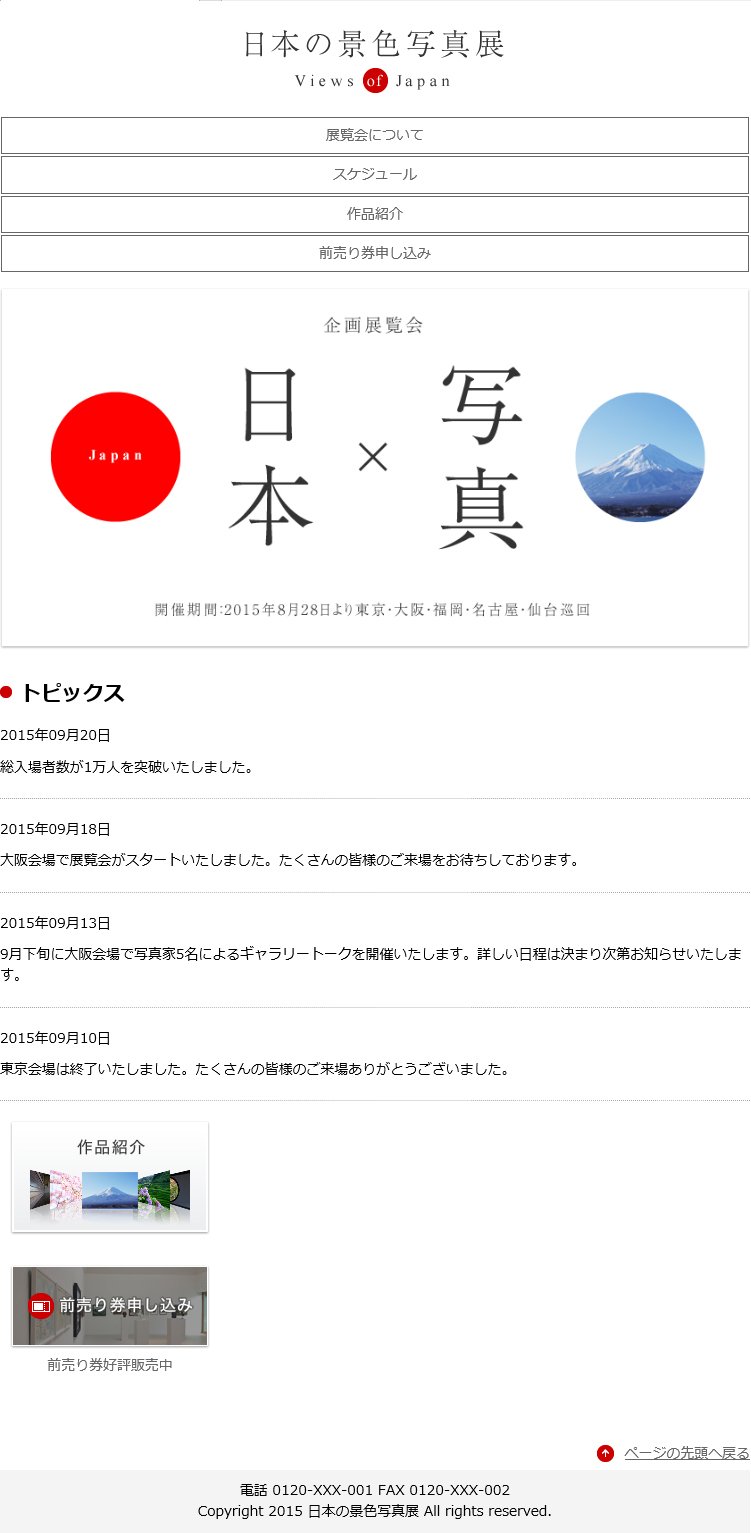 日本の景色写真展
Views of Japan
展覧会について
スケジュール
作品紹介
前売り券申し込み
企画展覧会
Japan
日本
×
写真
開催期間:2015年8月28日より東京・大阪・福岡・名古屋・仙台巡回
トピックス
2015年09月20日
総入場者数が1万人を突破いたしました。
2015年09月18日
大阪会場で展覧会がスタートいたしました。たくさんの皆様のご来場をお待ちしております。
2015年09月13日
9月下旬に大阪会場で写真家5名によるギャラリートークを開催いたします。詳しい日程は決まり次第お知らせいたしま
す。
2015年09月10日
東京会場は終了いたしました。たくさんの皆様のご来場ありがとうございました。
作品紹介
前売り券申し込み
前売り券好評販売中
ページの先頭へ戻る
電話 0120-XXX-001 FAX 0120-XXX-002
Copyright 2015 日本の景色写真展 All rights reserved.